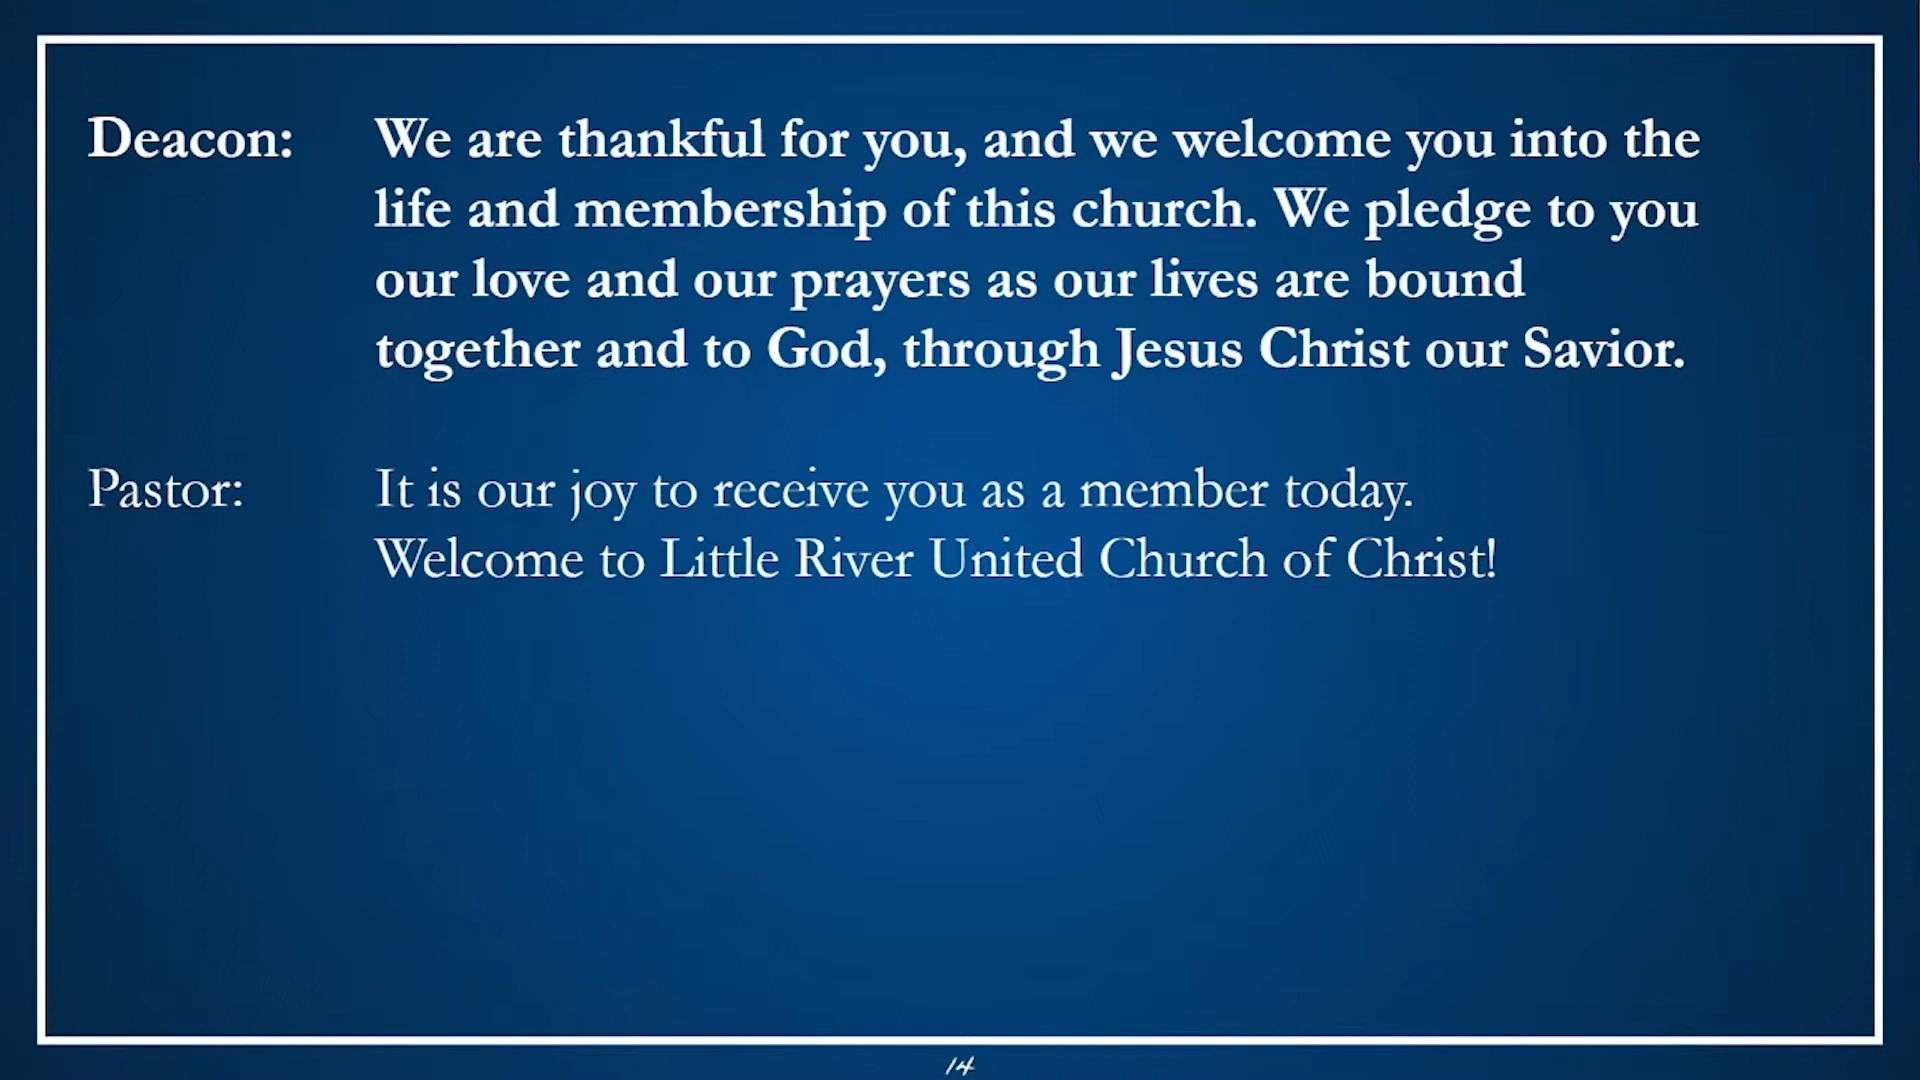 Deacon: We are thankful for you, and we welcome you into the
life and membership of this church. We pledge to you
our love and our prayers as our lives are bound
together and to God, through Jesus Christ our Savior.
Pastor: It is our joy to receive you as a member today.
Welcome to Little River United Church of Christ!
14